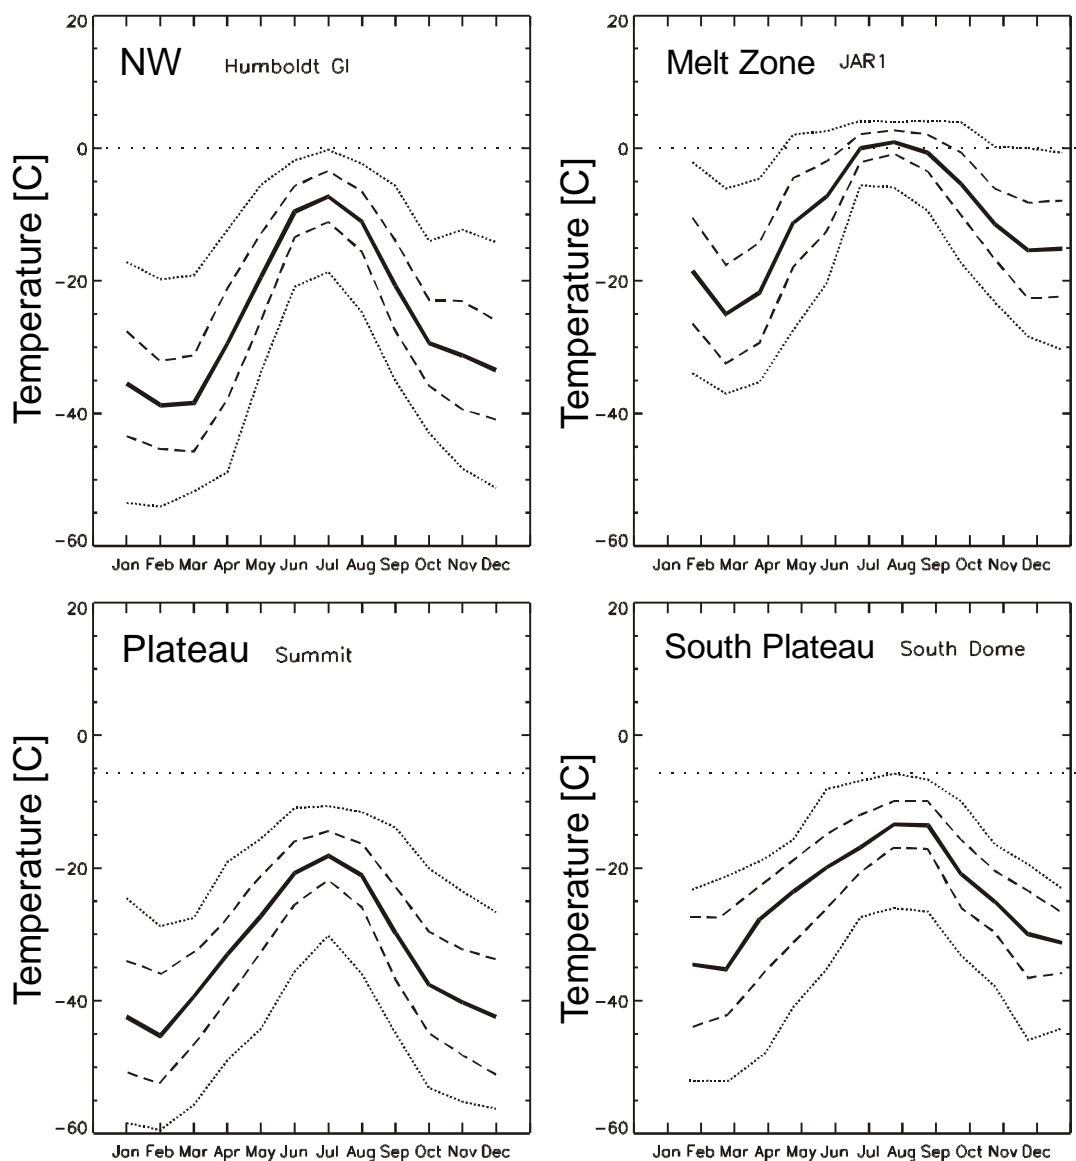 20
NW Humboldt Gl
0
-20
-40
-60
Temperature [C]
Jan Feb Mar Apr May Jun Jul Aug Sep Oct Nov Dec
20
Melt Zone JAR1
0
-20
-40
-60
Temperature [C]
Jan Feb Mar Apr May Jun Jul Aug Sep Oct Nov Dec
20
Plateau Summit
0
-20
-40
-60
Temperature [C]
Jan Feb Mar Apr May Jun Jul Aug Sep Oct Nov Dec
20
South Plateau South Dome
0
-20
-40
-60
Temperature [C]
Jan Feb Mar Apr May Jun Jul Aug Sep Oct Nov Dec